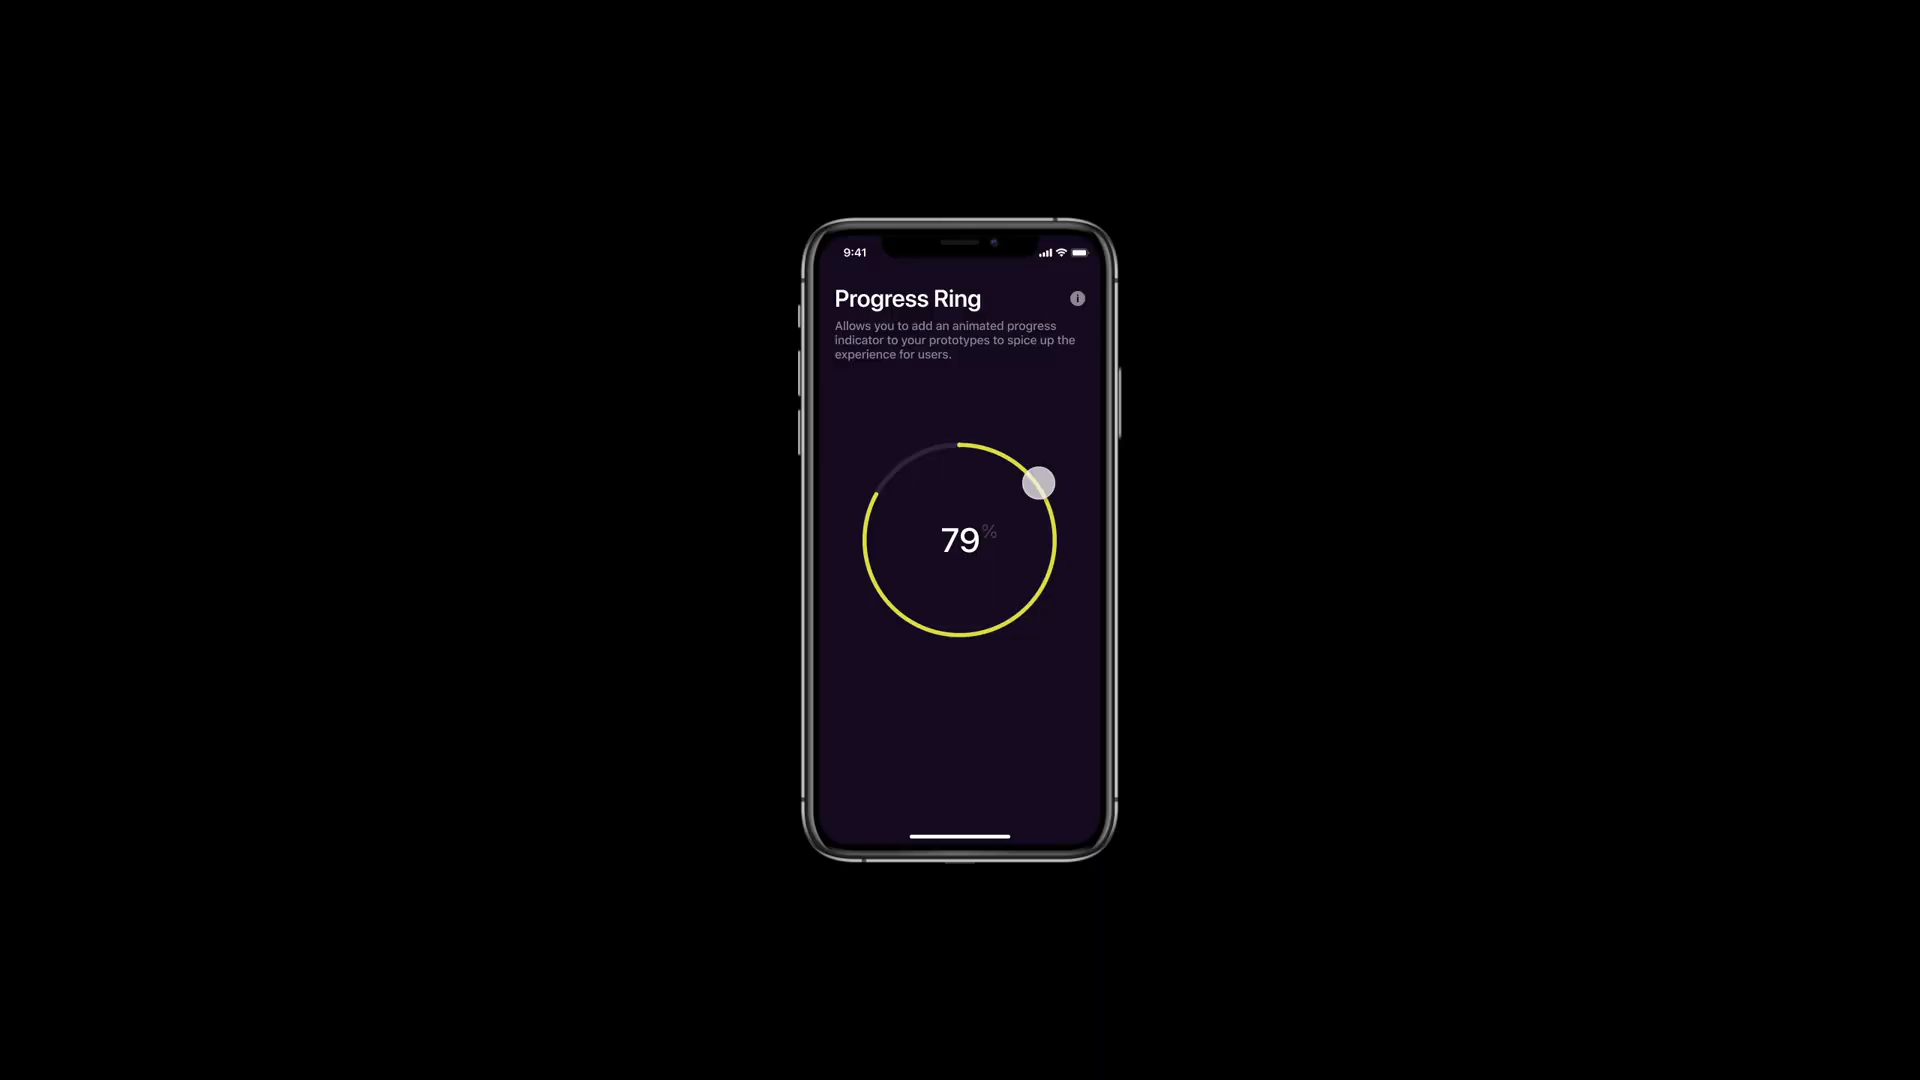 9:41
Progress Ring
Allows you to add an animated progress
indicator to your prototypes to spice up the
experience for users.
79%